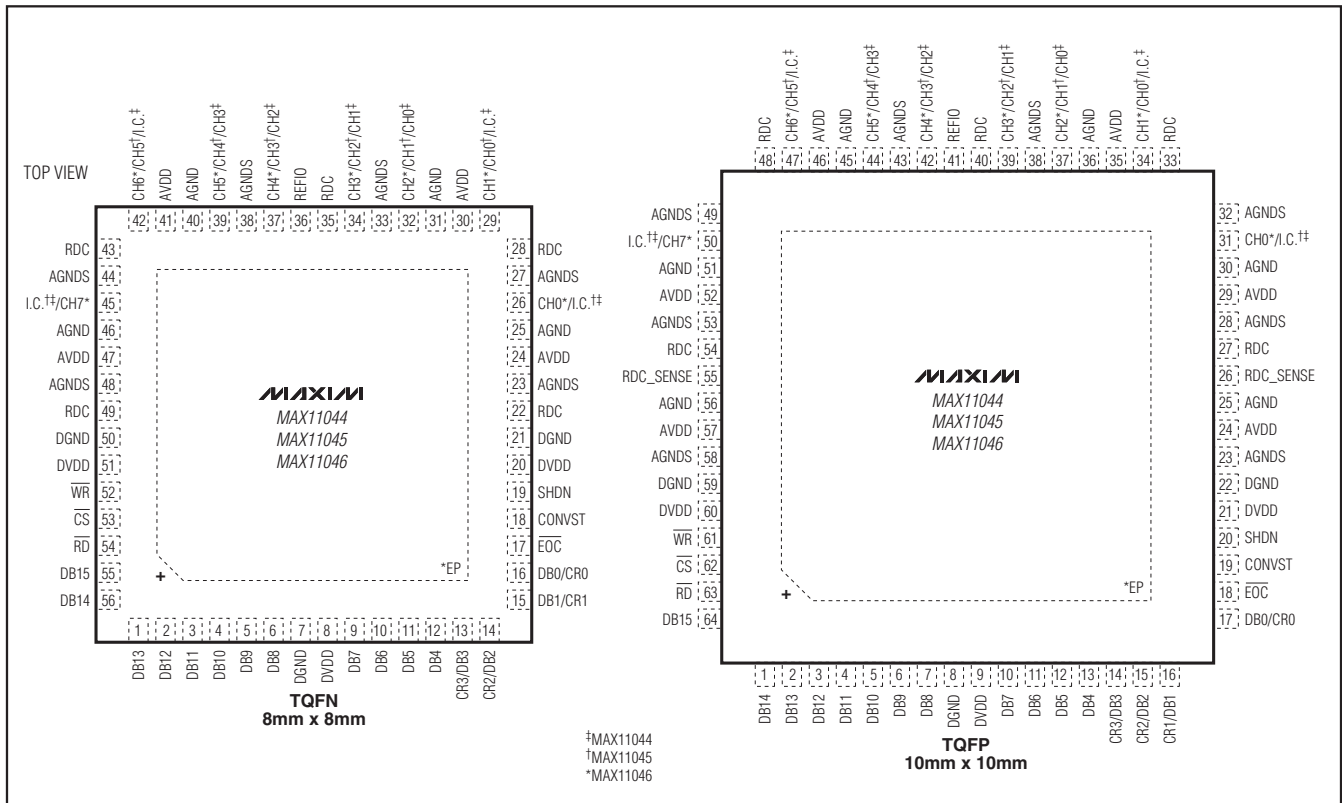 TOP VIEW
CH6*/CH5†/I.C.‡
AVDD
AGND
CH5*/CH4†/CH3‡
AGNDS
CH4*/CH3†/CH2‡
REFIO
RDC
CH3*/CH2†/CH1‡
AGNDS
CH2*/CH1†/CH0‡
AGND
AVDD
CH1*/CH0†/I.C.‡
42 41 40 39 38 37 36 35 34 33 32 31 30 29
RDC 43
AGNDS 44
I.C.†‡/CH7* 45
AGND 46
AVDD 47
AGNDS 48
RDC 49
DGND 50
DVDD 51
WR 52
CS 53
RD 54
DB15 55
DB14 56
28 RDC
27 AGNDS
26 CH0*/I.C.†‡
25 AGND
24 AVDD
23 AGNDS
22 RDC
21 DGND
20 DVDD
19 SHDN
18 CONVST
17 EOC
16 DB0/CR0
15 DB1/CR1
MAXIM
MAX11044
MAX11045
MAX11046
*EP
+
1 2 3 4 5 6 7 8 9 10 11 12 13 14
DB13
DB12
DB11
DB10
DB9
DB8
DGND
DVDD
DB7
DB6
DB5
DB4
CR3/DB3
CR2/DB2
TQFN
8mm x 8mm
RDC
CH6*/CH5†/I.C.‡
AVDD
AGND
CH5*/CH4†/CH3‡
AGNDS
CH4*/CH3†/CH2‡
REFIO
RDC
CH3*/CH2†/CH1‡
AGNDS
CH2*/CH1†/CH0‡
AGND
AVDD
CH1*/CH0†/I.C.‡
RDC
48 47 46 45 44 43 42 41 40 39 38 37 36 35 34 33
AGNDS 49
I.C.†‡/CH7* 50
AGND 51
AVDD 52
AGNDS 53
RDC 54
RDC_SENSE 55
AGND 56
AVDD 57
AGNDS 58
DGND 59
DVDD 60
WR 61
CS 62
RD 63
DB15 64
32 AGNDS
31 CH0*/I.C.†‡
30 AGND
29 AVDD
28 AGNDS
27 RDC
26 RDC_SENSE
25 AGND
24 AVDD
23 AGNDS
22 DGND
21 DVDD
20 SHDN
19 CONVST
18 EOC
17 DB0/CR0
MAXIM
MAX11044
MAX11045
MAX11046
*EP
+
1 2 3 4 5 6 7 8 9 10 11 12 13 14 15 16
DB14
DB13
DB12
DB11
DB10
DB9
DB8
DGND
DVDD
DB7
DB6
DB5
DB4
CR3/DB3
CR2/DB2
CR1/DB1
TQFP
10mm x 10mm
‡MAX11044
†MAX11045
*MAX11046